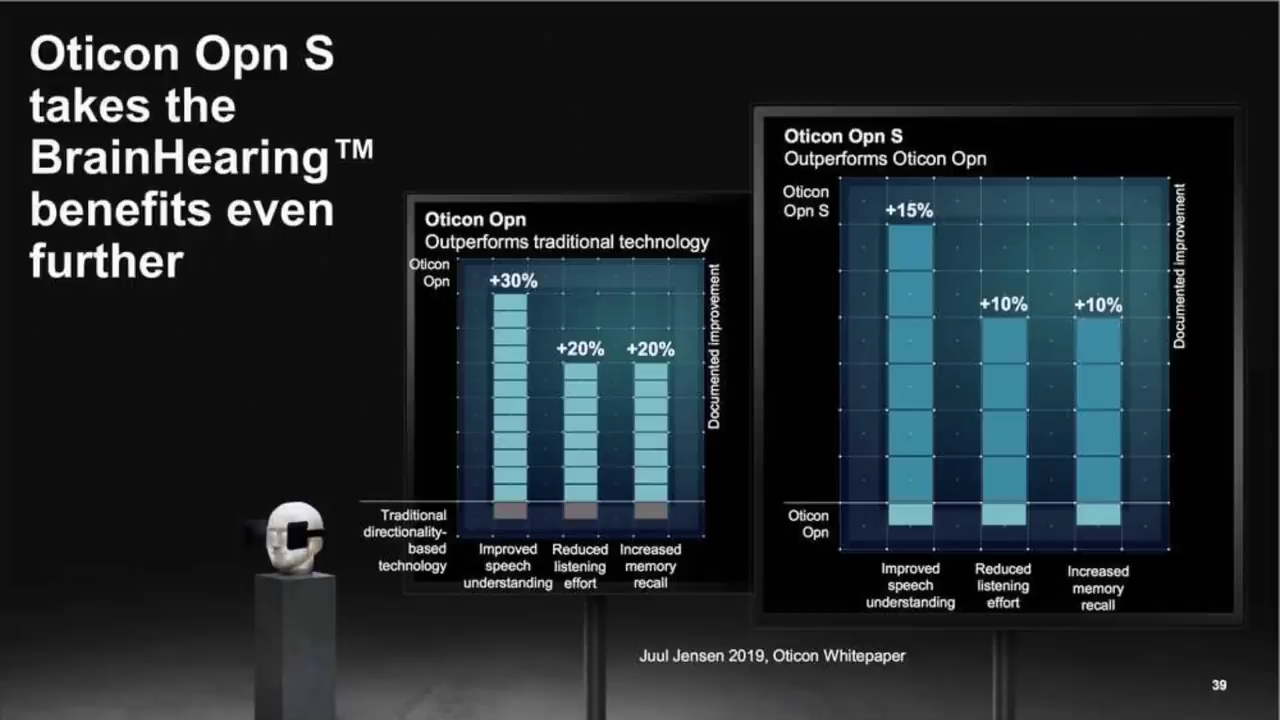 Oticon Opn S
takes the
BrainHearing™
benefits even
further
Oticon Opn
Outperforms traditional technology
Oticon
Opn
+30%
+20%
+20%
Documented improvement
Traditional
directionality-
based
technology
Improved
speech
understanding
Reduced
listening
effort
Increased
memory
recall
Oticon Opn S
Outperforms Oticon Opn
Oticon
Opn S
+15%
+10%
+10%
Documented improvement
Oticon
Opn
Improved
speech
understanding
Reduced
listening
effort
Increased
memory
recall
Juul Jensen 2019, Oticon Whitepaper
39